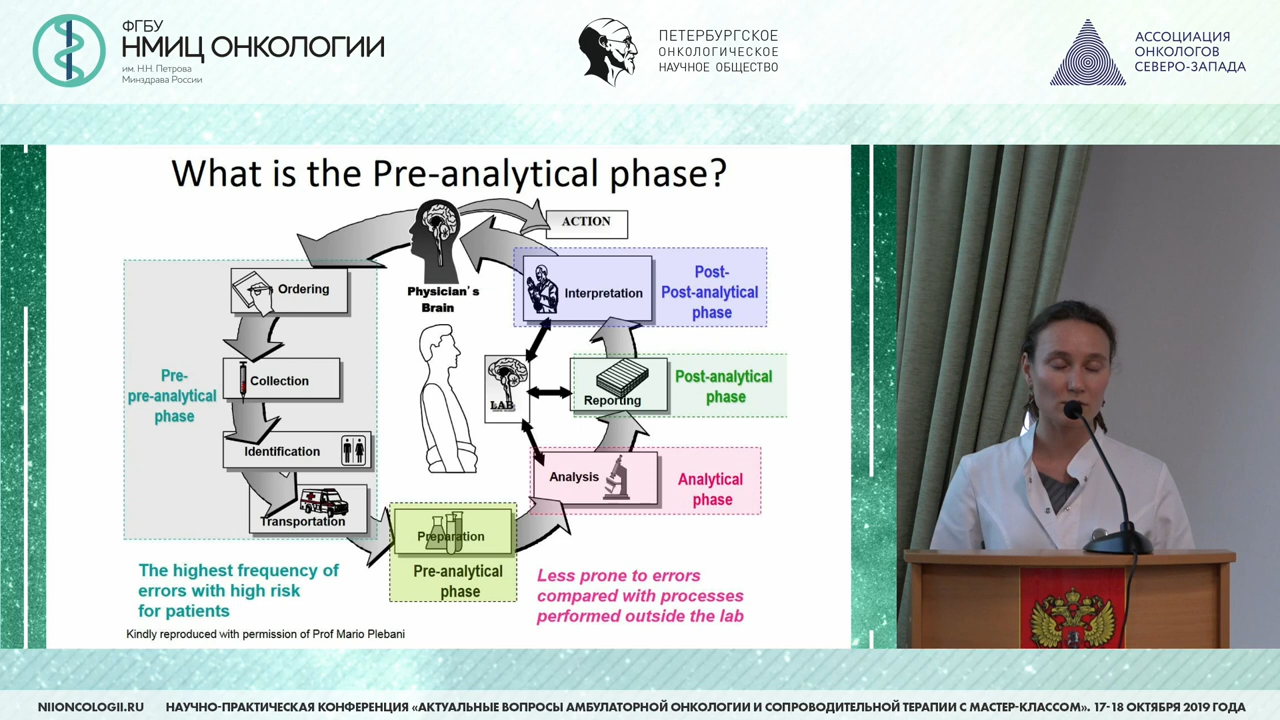 ФГБУ
НМИЦ ОНКОЛОГИИ
им. Н.Н. Петрова
Минздрава России
ПЕТЕРБУРГСКОЕ
ОНКОЛОГИЧЕСКОЕ
НАУЧНОЕ ОБЩЕСТВО
АССОЦИАЦИЯ
ОНКОЛОГОВ
СЕВЕРО-ЗАПАДА
What is the Pre-analytical phase?
ACTION
Ordering
Physician's
Brain
Interpretation
Post-
Post-analytical
phase
Pre-
pre-analytical
phase
Collection
LAB
Reporting
Post-analytical
phase
Identification
Analysis
Analytical
phase
Transportation
Preparation
Pre-analytical
phase
The highest frequency of
errors with high risk
for patients
Less prone to errors
compared with processes
performed outside the lab
Kindly reproduced with permission of Prof Mario Plebani
NIIONCOLOGII.RU НАУЧНО-ПРАКТИЧЕСКАЯ КОНФЕРЕНЦИЯ «АКТУАЛЬНЫЕ ВОПРОСЫ АМБУЛАТОРНОЙ ОНКОЛОГИИ И СОПРОВОДИТЕЛЬНОЙ ТЕРАПИИ С МАСТЕР-КЛАССОМ». 17-18 ОКТЯБРЯ 2019 ГОДА